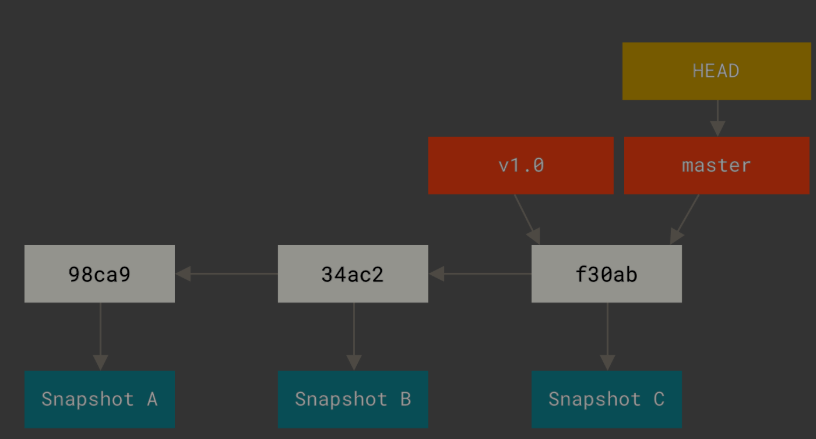 HEAD
v1.0
master
98ca9
34ac2
f30ab
Snapshot A
Snapshot B
Snapshot C